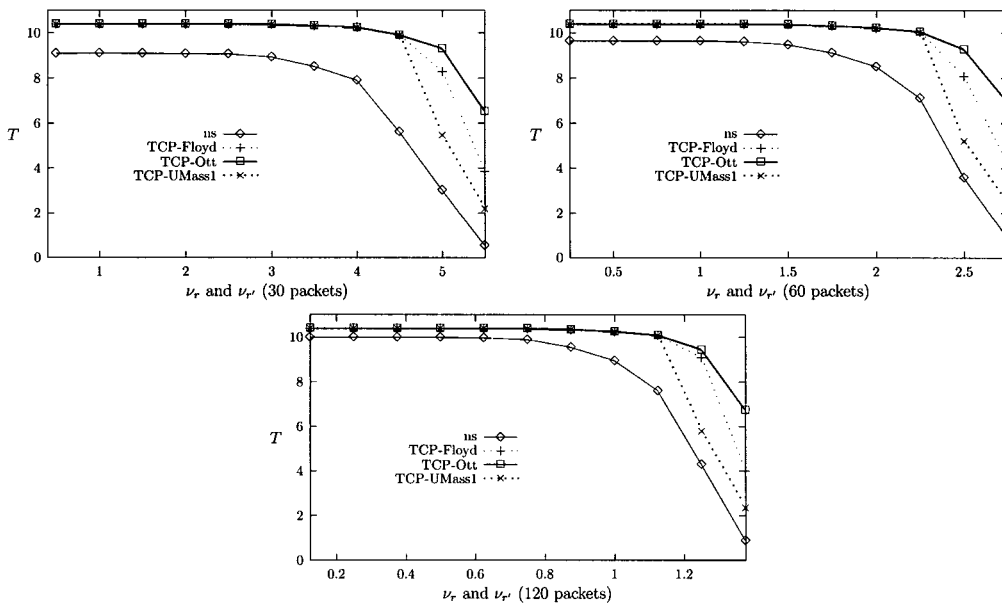 10
8
6
4
2
0
T
ns
TCP-Floyd
TCP-Ott
TCP-UMass1
1 2 3 4 5
νr and νr′ (30 packets)
10
8
6
4
2
0
T
ns
TCP-Floyd
TCP-Ott
TCP-UMass1
0.5 1 1.5 2 2.5
νr and νr′ (60 packets)
10
8
6
4
2
0
T
ns
TCP-Floyd
TCP-Ott
TCP-UMass1
0.2 0.4 0.6 0.8 1 1.2
νr and νr′ (120 packets)